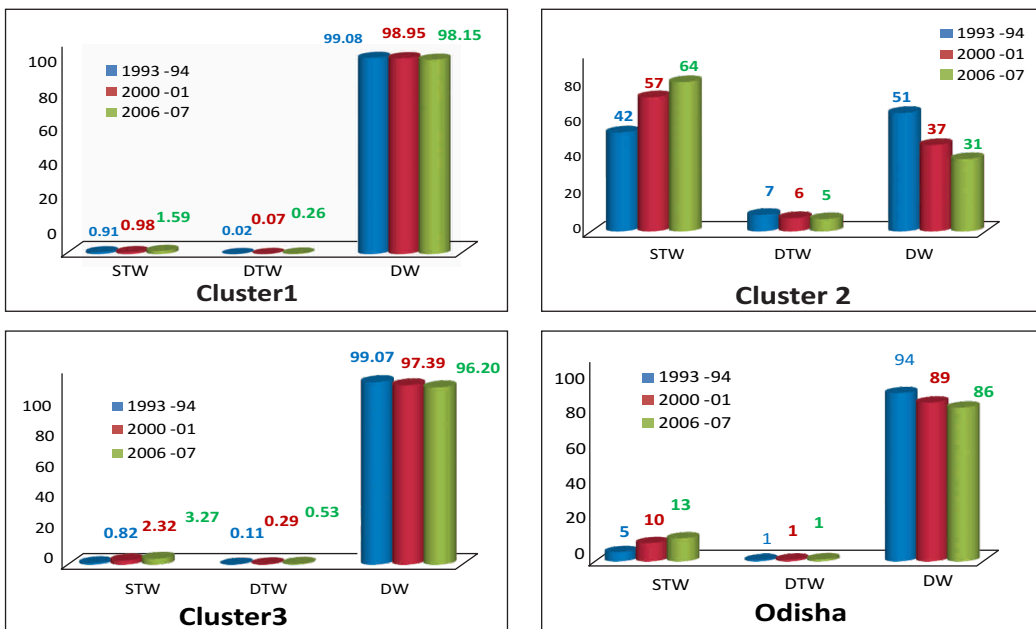 99.08 98.95 98.15
100
1993 -94
2000 -01
2006 -07
80
60
40
20
0
0.91 0.98 1.59 0.02 0.07 0.26
STW DTW DW
Cluster1
1993 -94
2000 -01
2006 -07
80
60
40
20
0
42 57 64
7 6 5
51 37 31
STW DTW DW
Cluster 2
99.07 97.39 96.20
100
80
60
40
20
0
1993 -94
2000 -01
2006 -07
0.82 2.32 3.27 0.11 0.29 0.53
STW DTW DW
Cluster3
94 89 86
100
80
60
40
20
0
1993 -94
2000 -01
2006 -07
5 10 13 1 1 1
STW DTW DW
Odisha